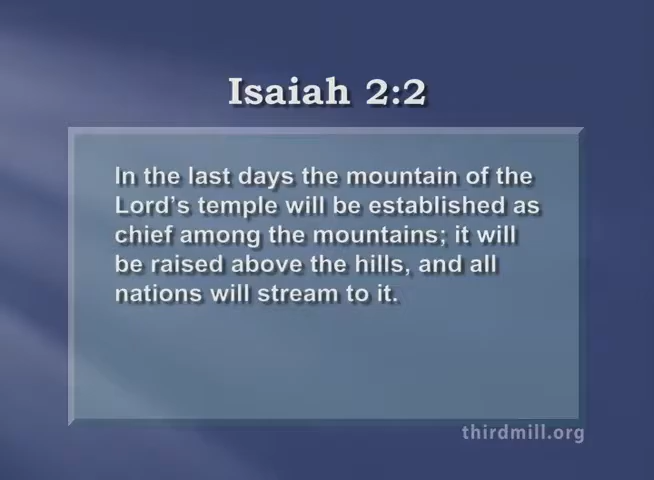 Isaiah 2:2
In the last days the mountain of the
Lord's temple will be established as
chief among the mountains; it will
be raised above the hills, and all
nations will stream to it.
thirdmill.org